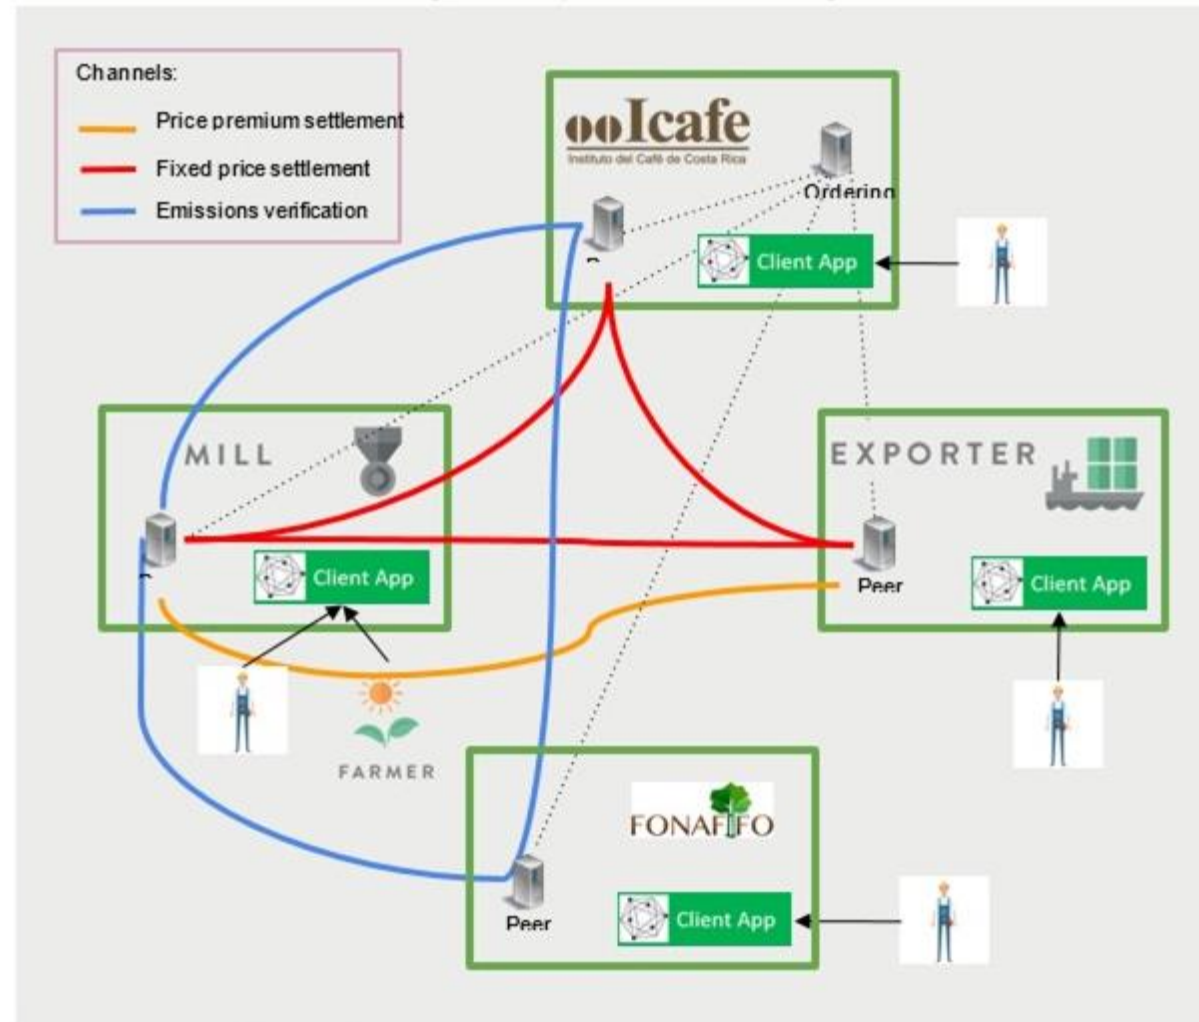 Channels:
Price premium settlement
Fixed price settlement
Emissions verification
Icafe
Instituto del Café de Costa Rica
Ordering
Client App
MILL
EXPORTER
Client App
Peer
Client App
FARMER
FONAFIFO
Client App
Peer